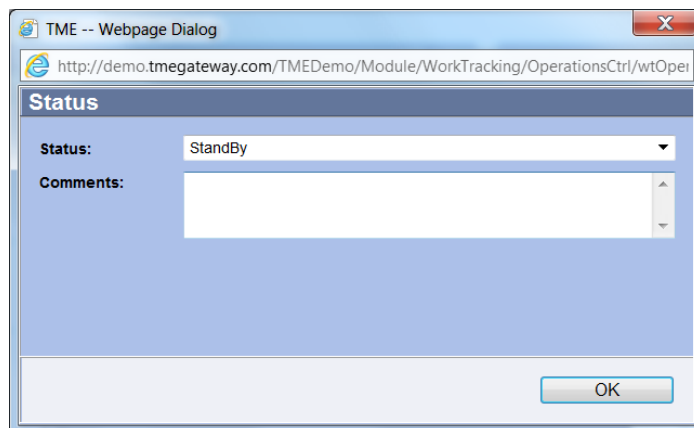 TME -- Webpage Dialog
X
http://demo.tmegateway.com/TMEDemo/Module/WorkTracking/OperationsCtrl/wtOper
Status
Status: StandBy
Comments:
OK